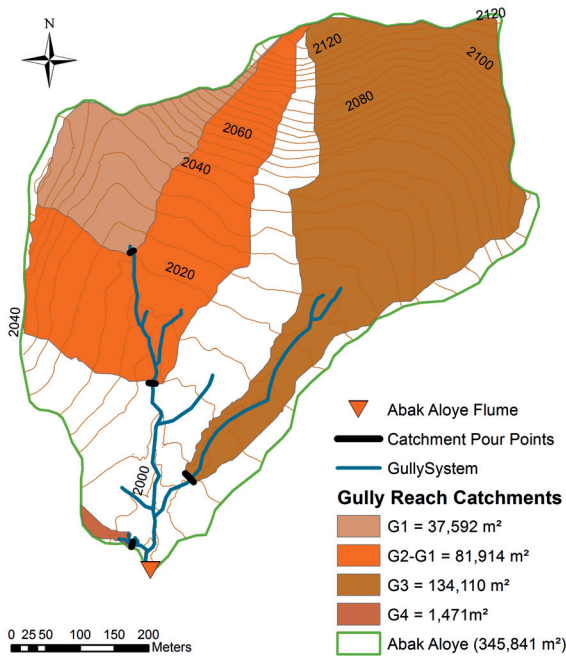 N
2120
2120
2100
2080
2060
2040
2020
2040
2000
Abak Aloye Flume
Catchment Pour Points
GullySystem
Gully Reach Catchments
G1 = 37,592 m²
G2-G1 = 81,914 m²
G3 = 134,110 m²
G4 = 1,471m²
Abak Aloye (345,841 m²)
0 25 50 100 150 200
Meters